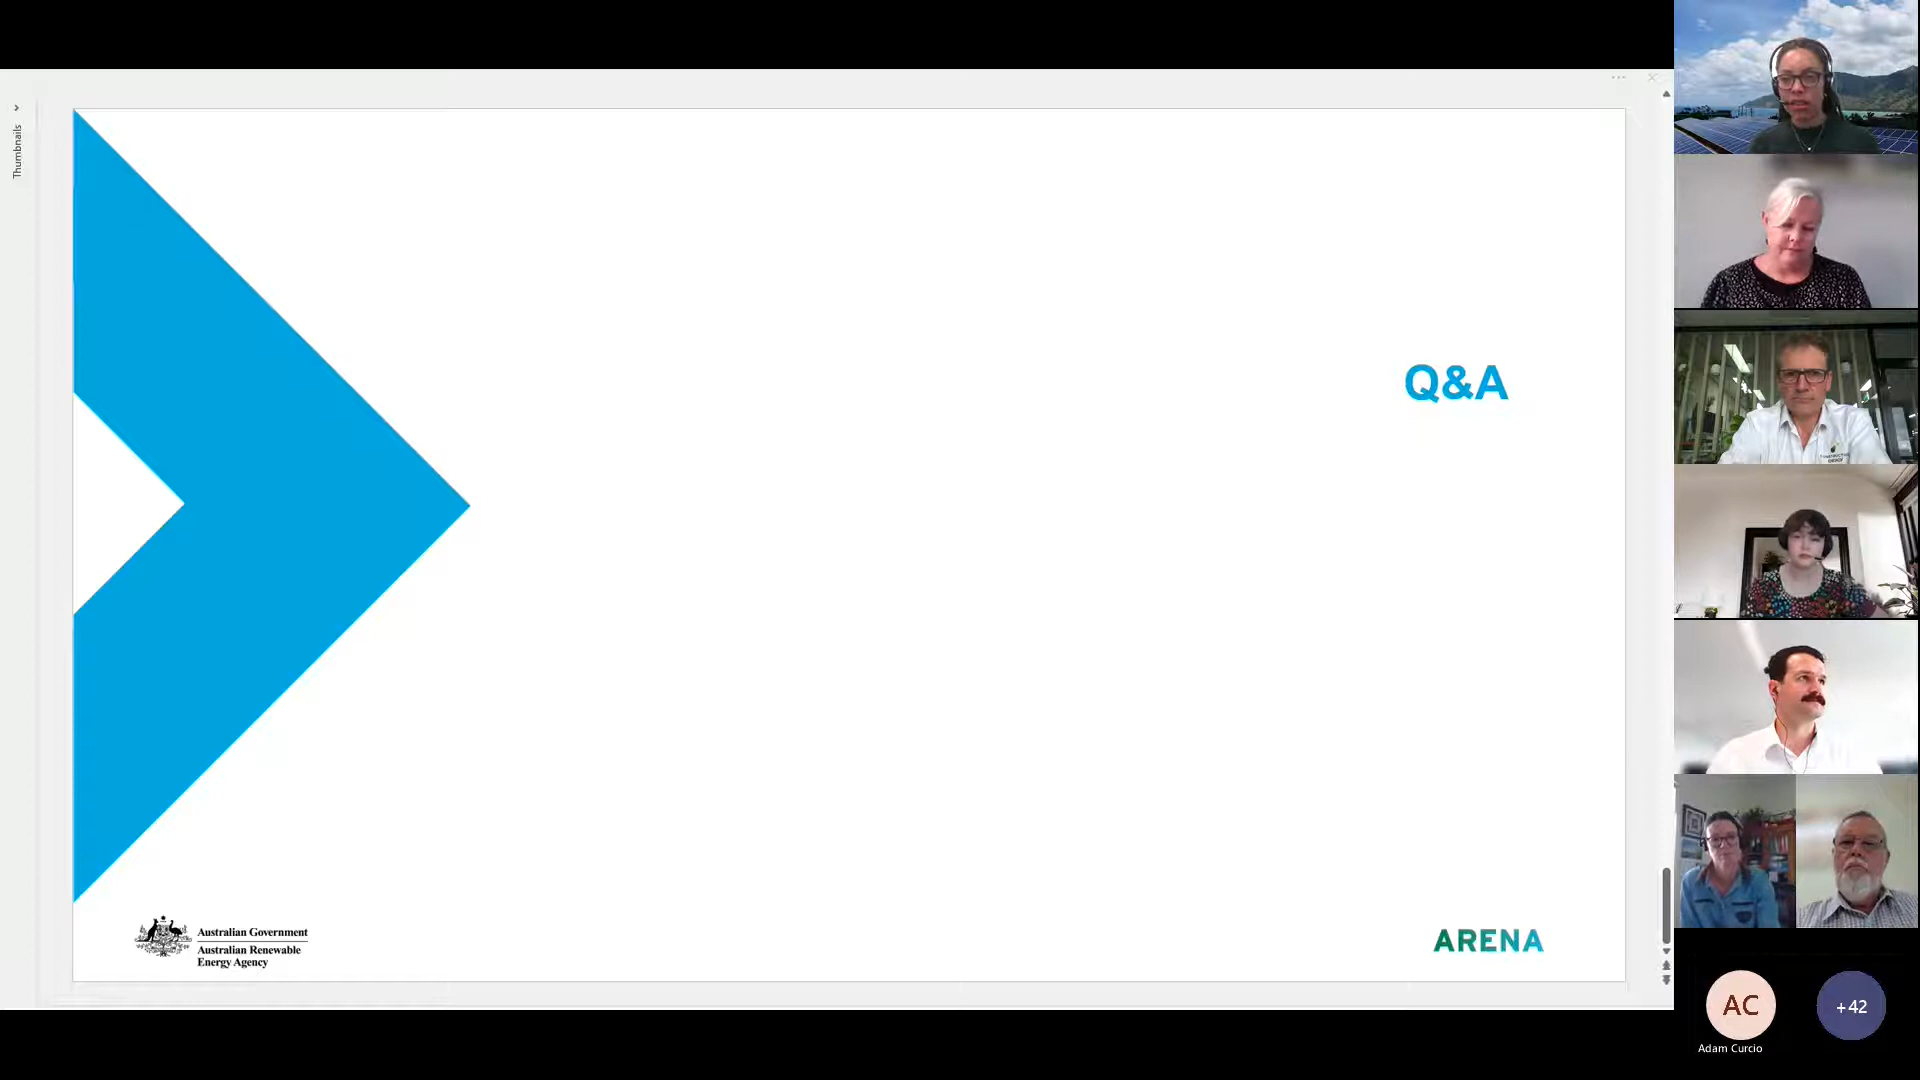 Thumbnails
Q&A
Australian Government
Australian Renewable
Energy Agency
ARENA
AC
Adam Curcio
+42